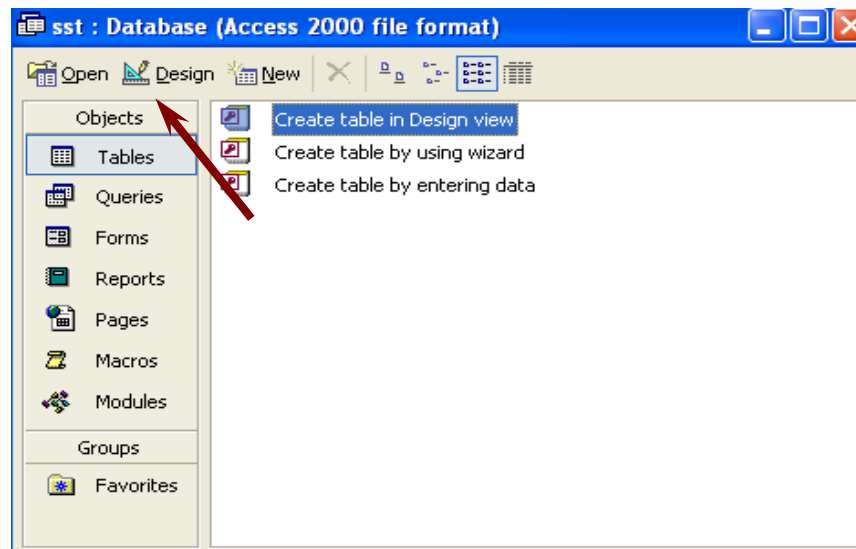 sst : Database (Access 2000 file format)
Open Design New
Objects
Tables
Queries
Forms
Reports
Pages
Macros
Modules
Groups
Favorites
Create table in Design view
Create table by using wizard
Create table by entering data